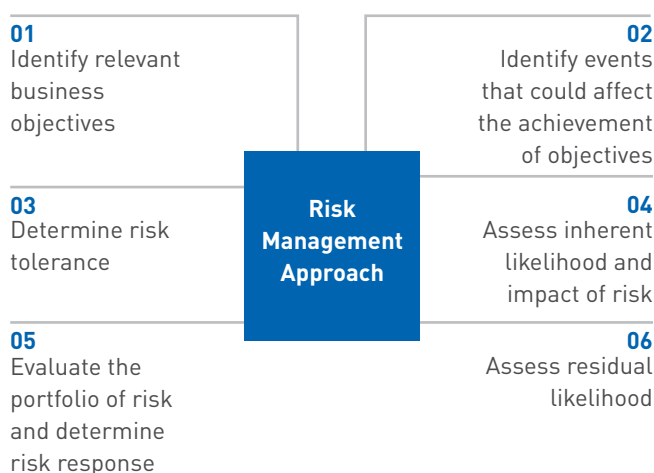 01
Identify relevant
business
objectives
02
Identify events
that could affect
the achievement
of objectives
Risk
Management
Approach
03
Determine risk
tolerance
04
Assess inherent
likelihood and
impact of risk
05
Evaluate the
portfolio of risk
and determine
risk response
06
Assess residual
likelihood